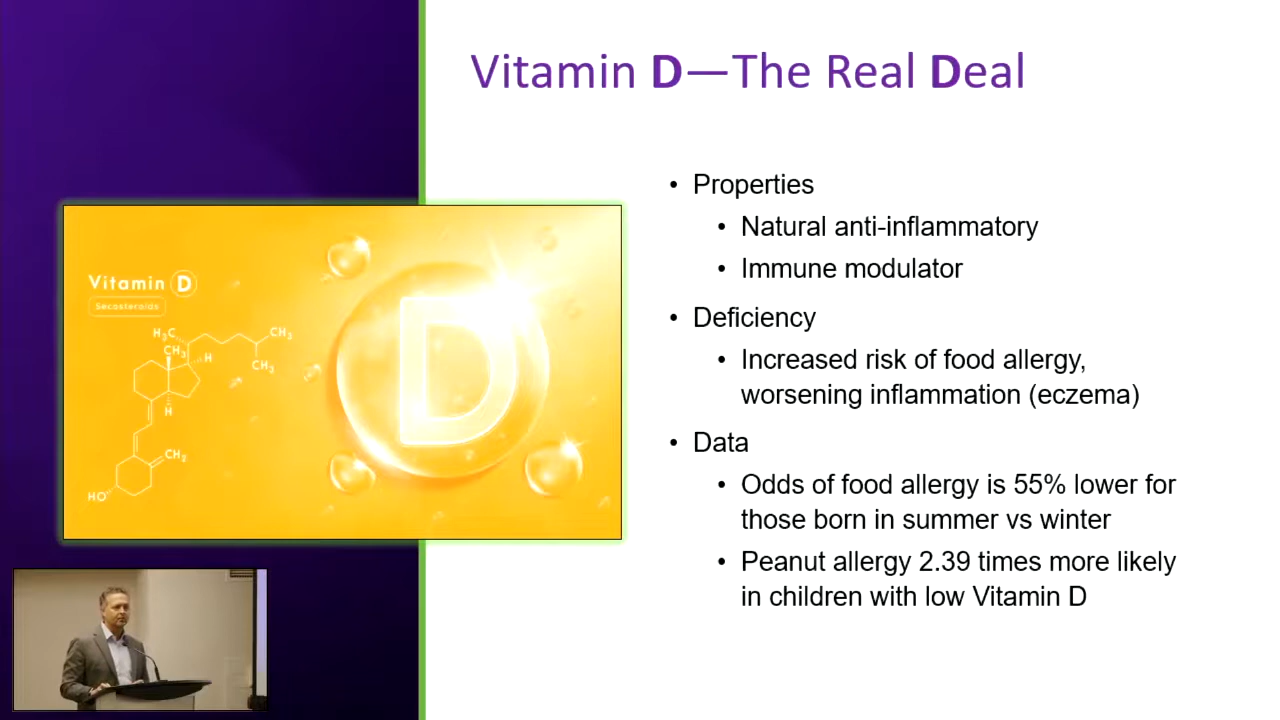 Vitamin D—The Real Deal
• Properties
• Natural anti-inflammatory
• Immune modulator
• Deficiency
• Increased risk of food allergy,
worsening inflammation (eczema)
• Data
• Odds of food allergy is 55% lower for
those born in summer vs winter
• Peanut allergy 2.39 times more likely
in children with low Vitamin D
Vitamin D
Secosteroids
H₃C
CH₃
CH₃
H
CH₃
H
CH₂
HO
D